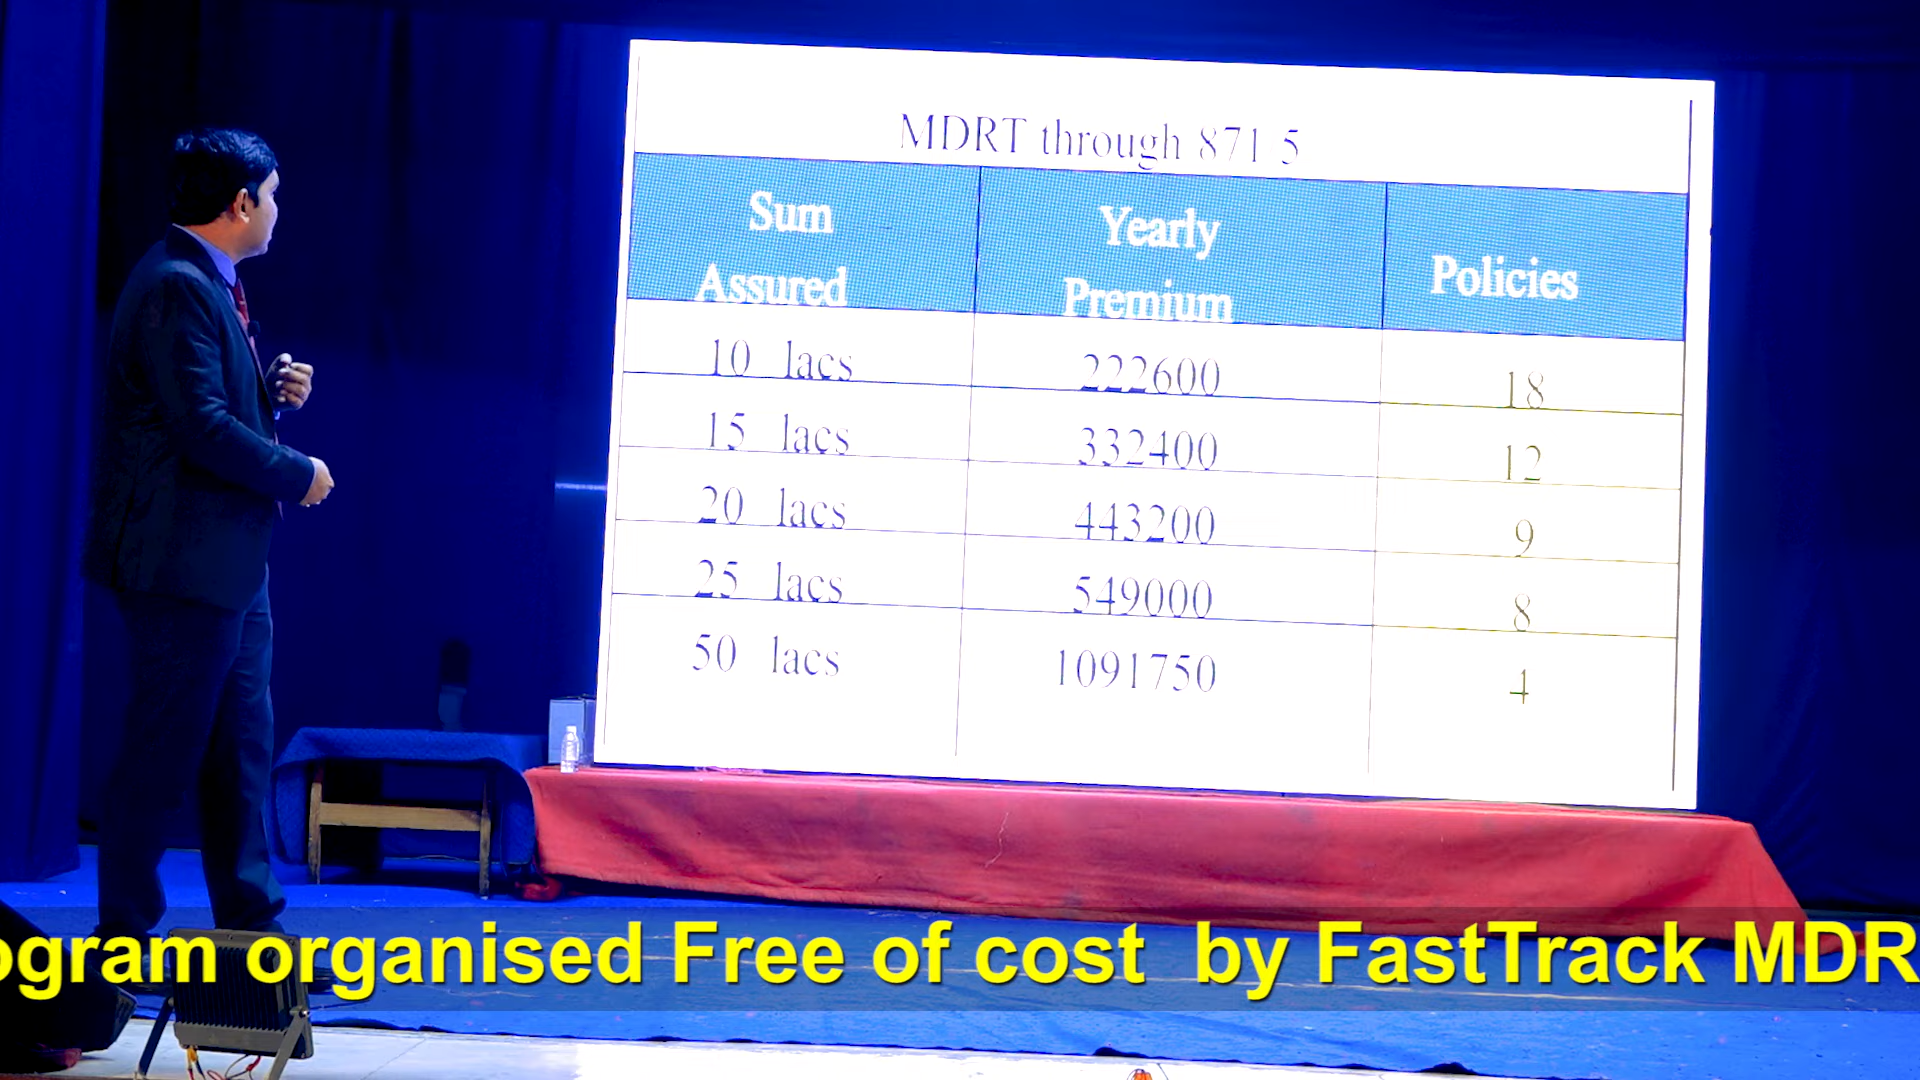 MDRT through 871 5
Sum Assured Yearly Premium Policies
10 lacs 222600 18
15 lacs 332400 12
20 lacs 443200 9
25 lacs 549000 8
50 lacs 1091750 4
ogram organised Free of cost by FastTrack MDR